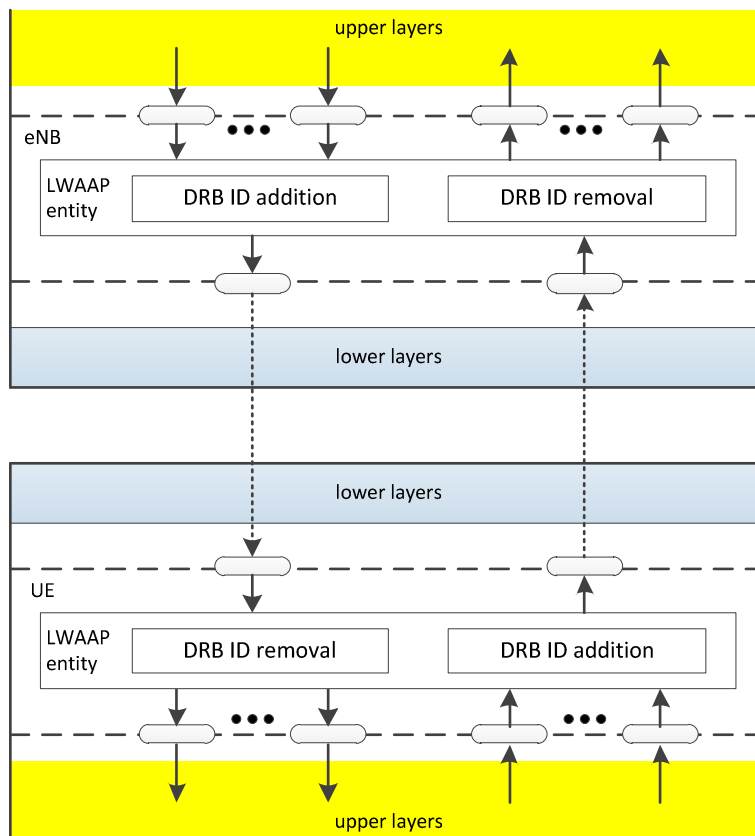 upper layers
eNB
LWAAP
entity
DRB ID addition
DRB ID removal
lower layers
lower layers
UE
LWAAP
entity
DRB ID removal
DRB ID addition
upper layers